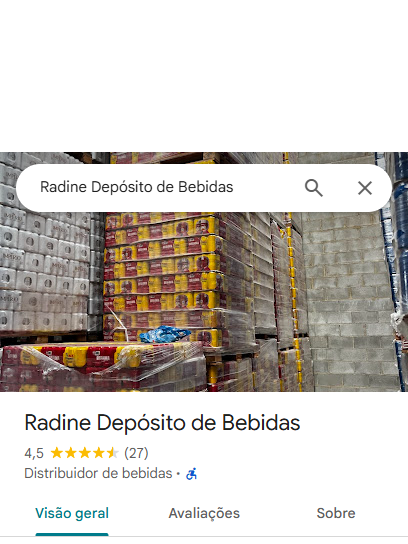 Radine Depósito de Bebidas
Radine Depósito de Bebidas
4,5 (27)
Distribuidor de bebidas ·
Visão geral
Avaliações
Sobre